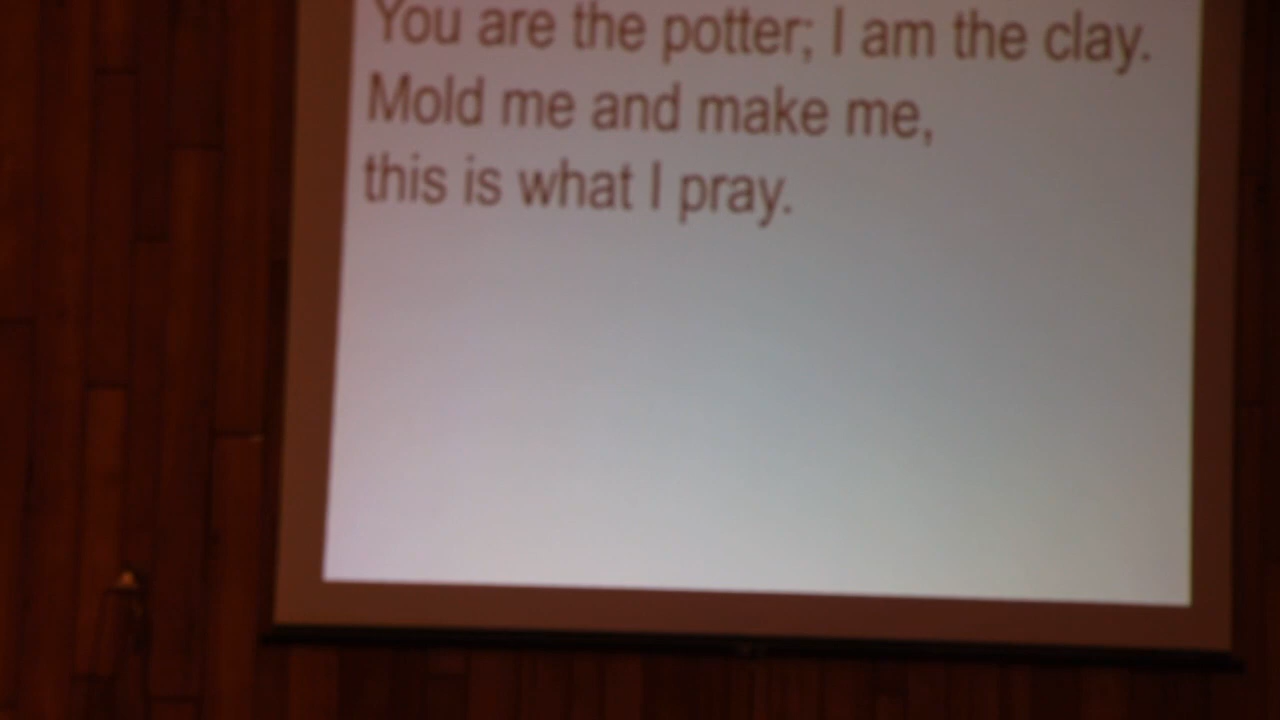 You are the potter; I am the clay.
Mold me and make me,
this is what I pray.